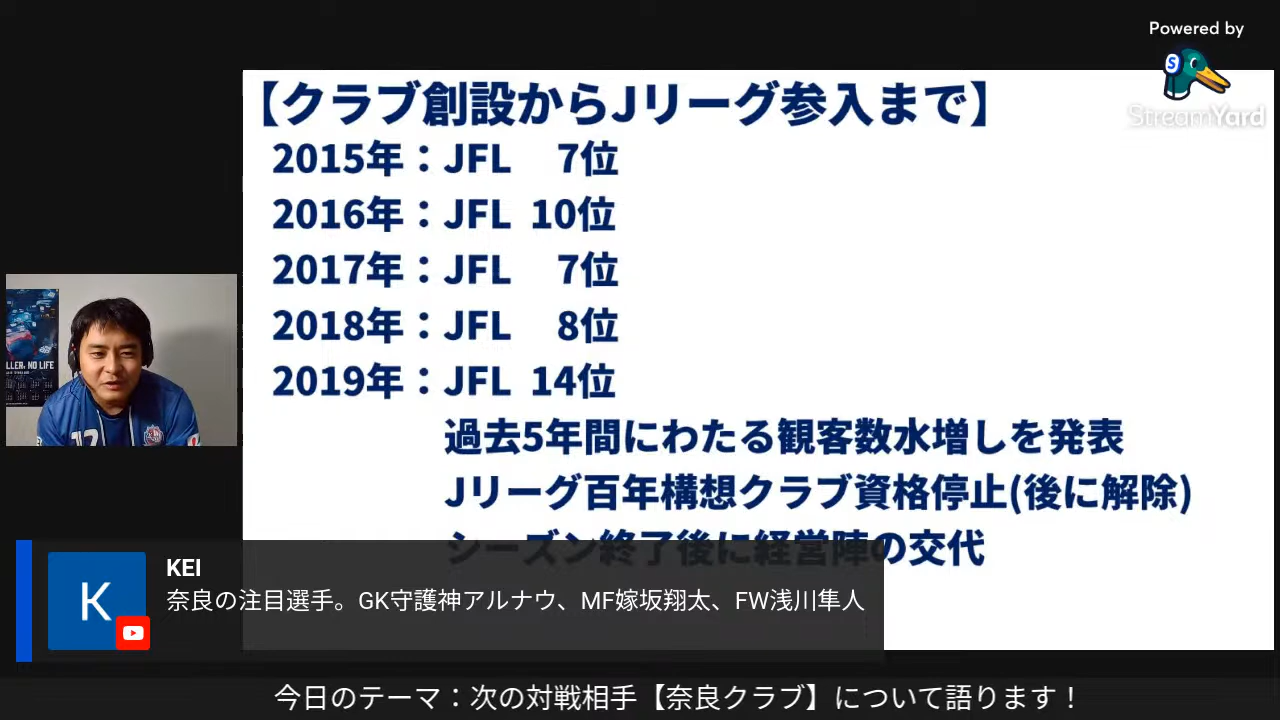 Powered by
StreamYard
【クラブ創設からJリーグ参入まで】
2015年：JFL 7位
2016年：JFL 10位
2017年：JFL 7位
2018年：JFL 8位
2019年：JFL 14位
過去5年間にわたる観客数水増しを発表
Jリーグ百年構想クラブ資格停止(後に解除)
シーズン終了後に経営陣の交代
LLER, NO LIFE
12
K
KEI
奈良の注目選手。GK守護神アルナウ、MF嫁坂翔太、FW浅川隼人
今日のテーマ：次の対戦相手【奈良クラブ】について語ります！